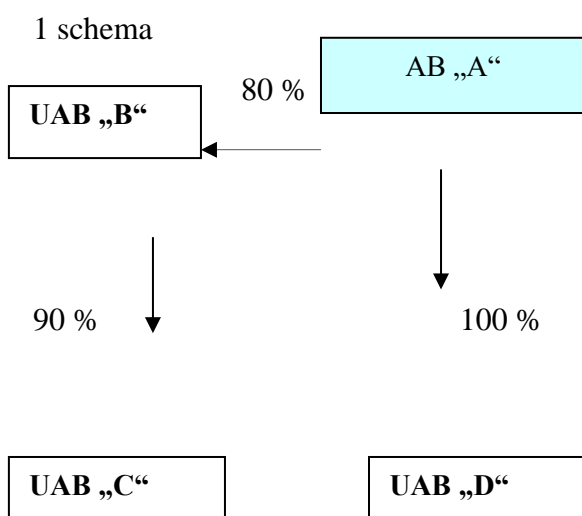 1 schema
AB „A“
80 %
UAB „B“
90 %
100 %
UAB „C“
UAB „D“